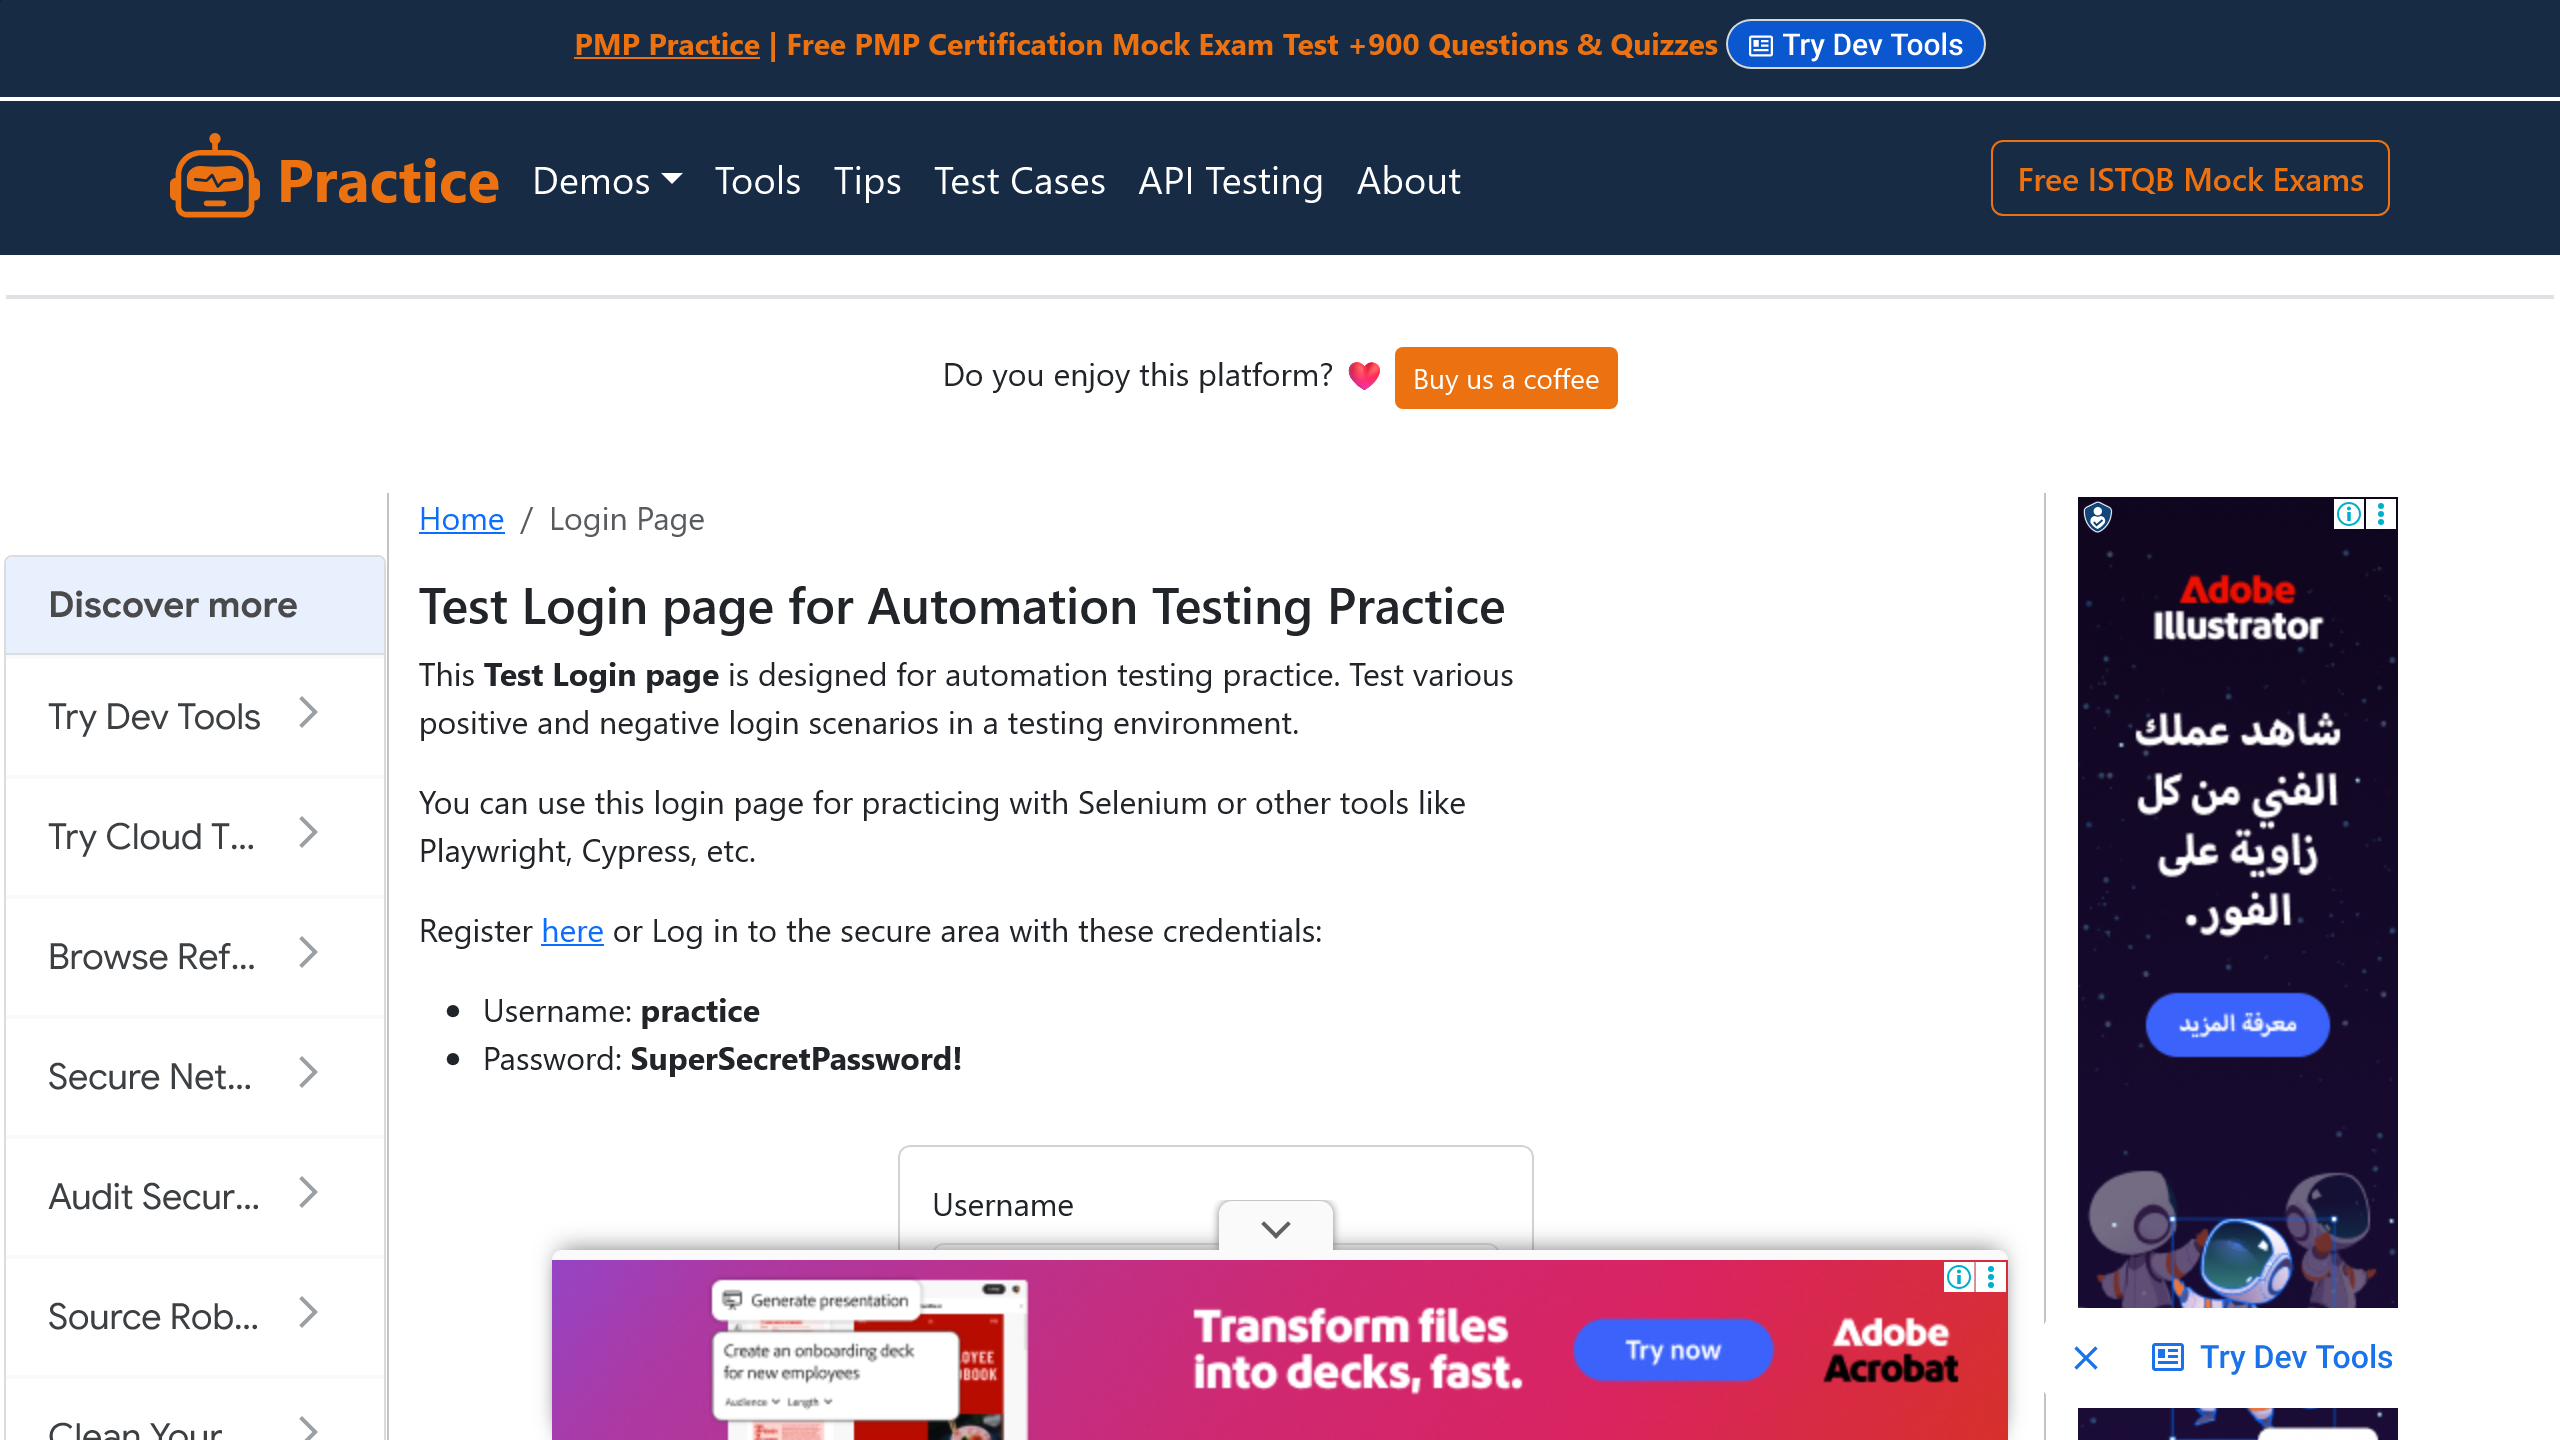 PMP Practice | Free PMP Certification Mock Exam Test +900 Questions & Quizzes Try Dev Tools
Practice Demos Tools Tips Test Cases API Testing About Free ISTQB Mock Exams
Do you enjoy this platform? Buy us a coffee
Home / Login Page
Discover more
Try Dev Tools
Try Cloud T...
Browse Ref...
Secure Net...
Audit Secur...
Source Rob...
Clean Your
Test Login page for Automation Testing Practice
This Test Login page is designed for automation testing practice. Test various
positive and negative login scenarios in a testing environment.
You can use this login page for practicing with Selenium or other tools like
Playwright, Cypress, etc.
Register here or Log in to the secure area with these credentials:
Username: practice
Password: SuperSecretPassword!
Username
Adobe
Illustrator
شاهد عملك
الفني من كل
زاوية على
الفور.
معرفة المزيد
Try Dev Tools
Generate presentation
Create an onboarding deck
for new employees
Audience Length
Transform files
into decks, fast.
Try now
Adobe
Acrobat